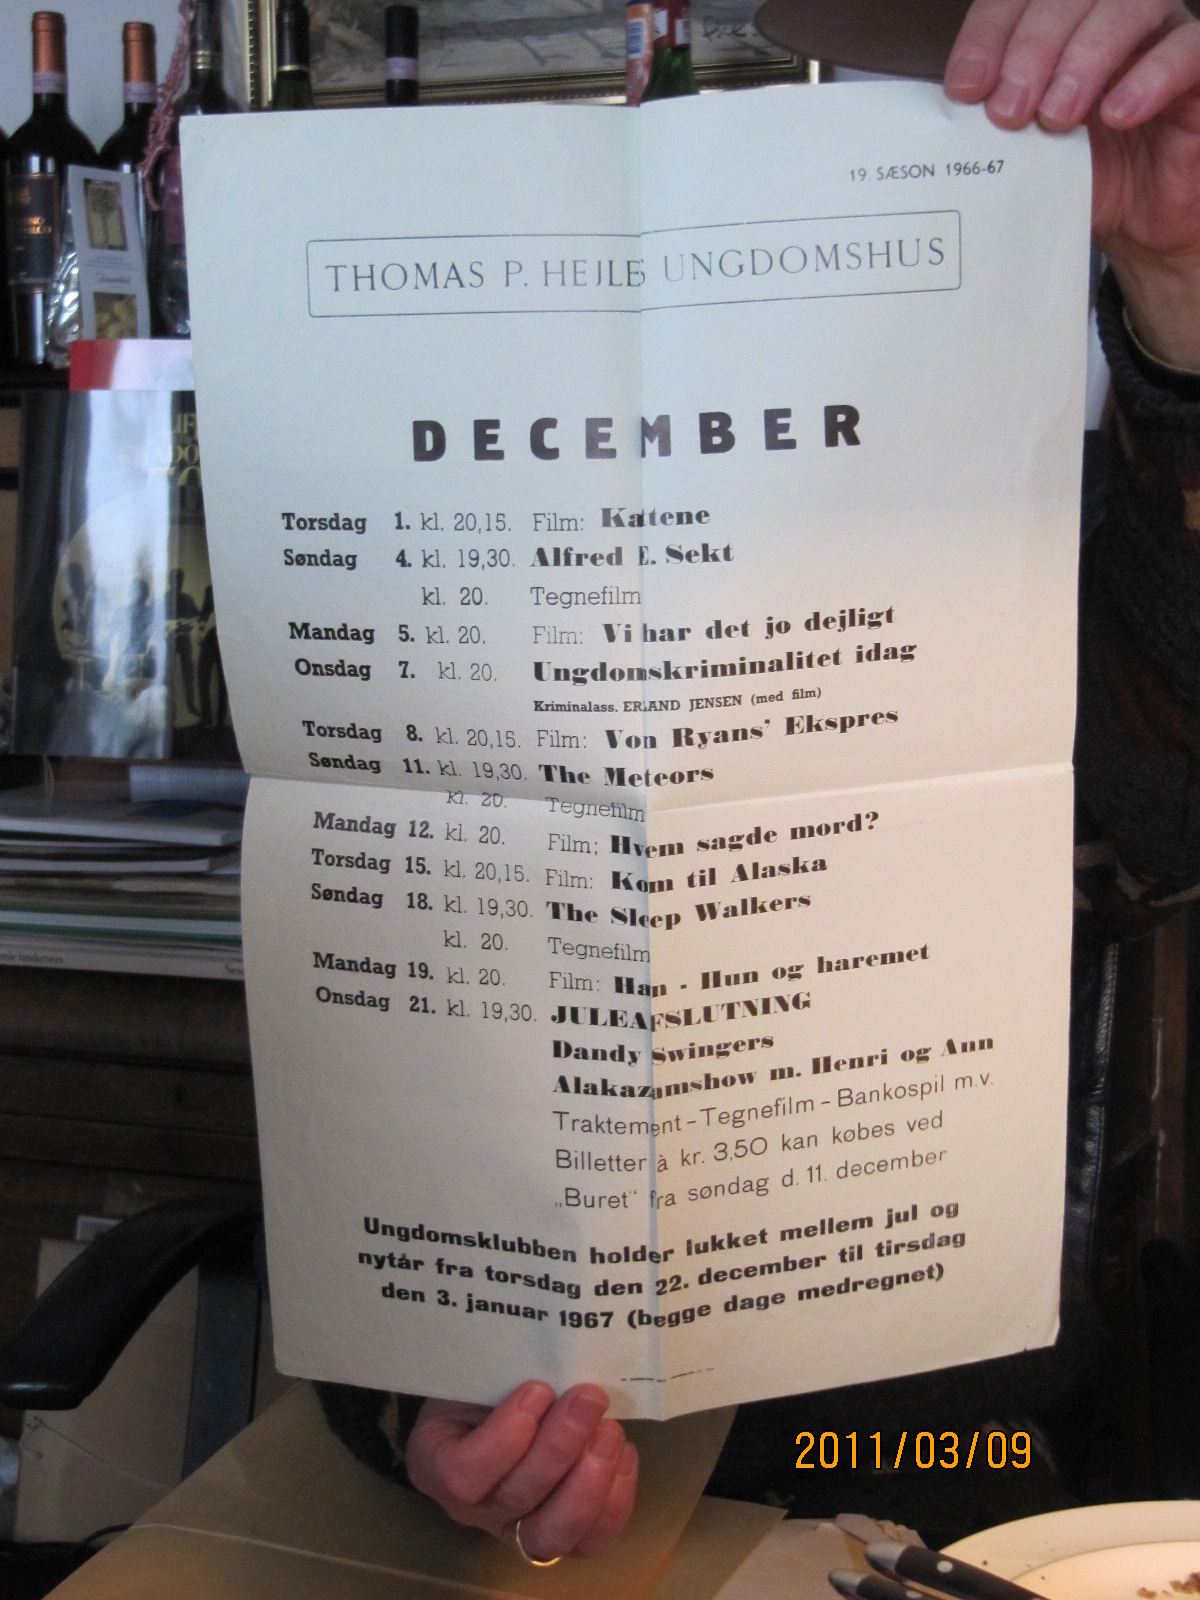 19. SÆSON 1966-67
THOMAS P. HEJLES UNGDOMSHUS
DECEMBER
Torsdag 1. kl. 20,15. Film: Kattene
Søndag 4. kl. 19,30. Alfred E. Sekt
kl. 20. Tegnefilm
Mandag 5. kl. 20. Film: Vi har det jo dejligt
Onsdag 7. kl. 20. Ungdomskriminalitet idag
Kriminalass. ERLAND JENSEN (med film)
Torsdag 8. kl. 20,15. Film: Von Ryans' Ekspres
Søndag 11. kl. 19,30. The Meteors
kl. 20. Tegnefilm
Mandag 12. kl. 20. Film: Hvem sagde mord?
Torsdag 15. kl. 20,15. Film: Kom til Alaska
Søndag 18. kl. 19,30. The Sleep Walkers
kl. 20. Tegnefilm
Mandag 19. kl. 20. Film: Han - Hun og haremet
Onsdag 21. kl. 19,30. JULEAFSLUTNING
Dandy Swingers
Alakazamshow m. Henri og Ann
Traktement - Tegnefilm - Bankospil m.v.
Billetter à kr. 3,50 kan købes ved
„Buret" fra søndag d. 11. december
Ungdomsklubben holder lukket mellem jul og
nytår fra torsdag den 22. december til tirsdag
den 3. januar 1967 (begge dage medregnet)
2011/03/09